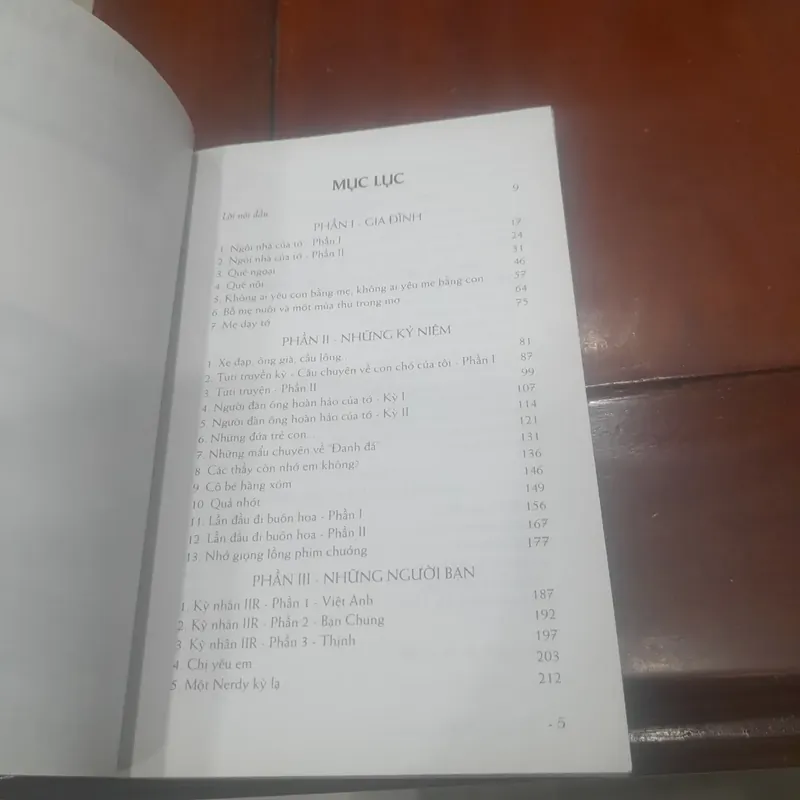 MỤC LỤC
Lời nói đầu 9
PHẦN I - GIA ĐÌNH
1 Ngôi nhà của tớ - Phần I 17
2 Ngôi nhà của tớ - Phần II 24
3 Quê ngoại 31
4 Quê nội 46
5 Không ai yêu con bằng mẹ, không ai yêu mẹ bằng con 57
6 Bố mẹ nuôi và một mùa thu trong mơ 64
7 Mẹ dạy tớ 75
PHẦN II - NHỮNG KỶ NIỆM
1 Xe đạp, ông già, cầu lông... 81
2. Tun truyền kỳ - Câu chuyện về con chó của tôi - Phần I 87
3 Tun truyện - Phần II 99
4 Người đàn ông hoàn hảo của tớ - Kỳ I 107
5 Người đàn ông hoàn hảo của tớ - Kỳ II 114
6. Những đứa trẻ con... 121
7 Những mẩu chuyện về "Đanh đá" 131
8 Các thầy còn nhớ em không? 136
9 Cô bé hàng xóm 146
10 Quả nhót 149
11. Lần đầu đi buôn hoa - Phần I 156
12 Lần đầu đi buôn hoa - Phần II 167
13 Nhớ giọng lồng phim chưởng 177
PHẦN III - NHỮNG NGƯỜI BẠN
1. Kỳ nhân IIR - Phần 1 - Việt Anh 187
2 Kỳ nhân IIR - Phần 2 - Bạn Chung 192
3 Kỳ nhân IIR - Phần 3 - Thịnh 197
4 Chị yêu em 203
5 Một Nerdy kỳ lạ 212
- 5